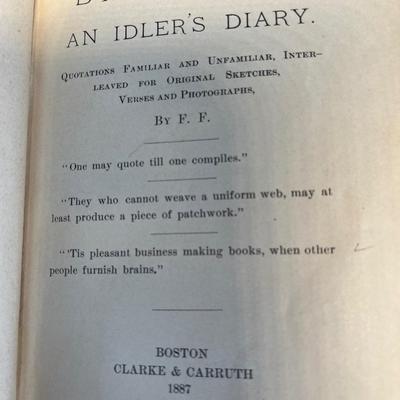 AN IDLER'S DIARY.
QUOTATIONS FAMILIAR AND UNFAMILIAR, INTER-
LEAVED FOR ORIGINAL SKETCHES,
VERSES AND PHOTOGRAPHS,
BY F. F.
"One may quote till one compiles."
"They who cannot weave a uniform web, may at
least produce a piece of patchwork."
"'Tis pleasant business making books, when other
people furnish brains."
BOSTON
CLARKE & CARRUTH
1887